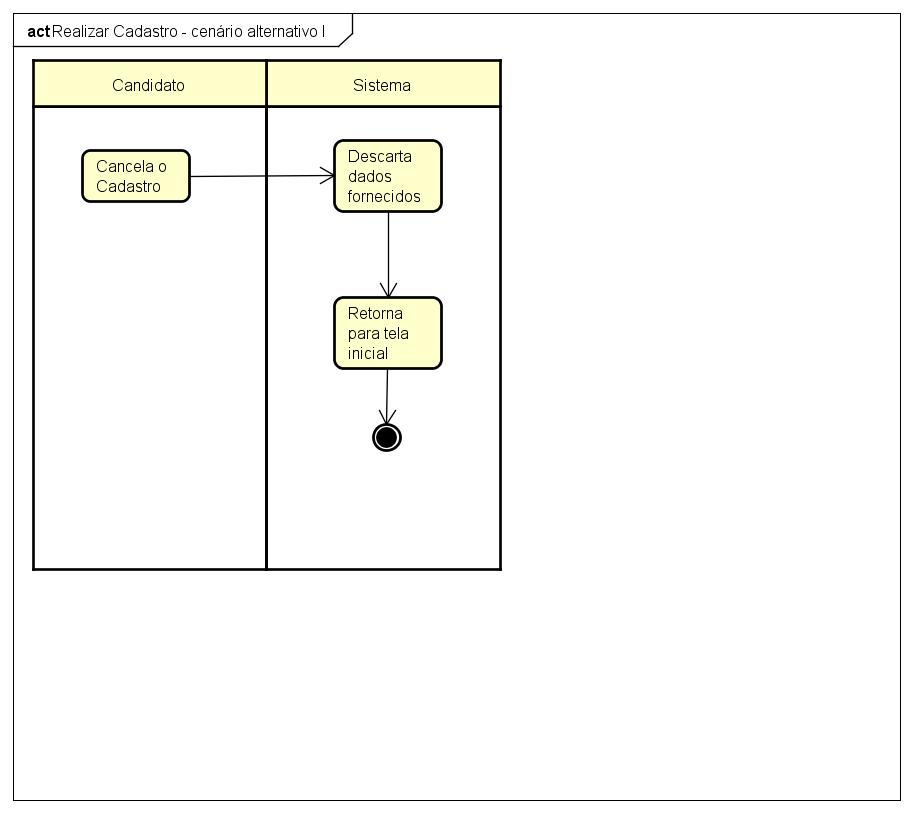 act Realizar Cadastro - cenário alternativo I
Candidato
Sistema
Cancela o
Cadastro
Descarta
dados
fornecidos
Retorna
para tela
inicial